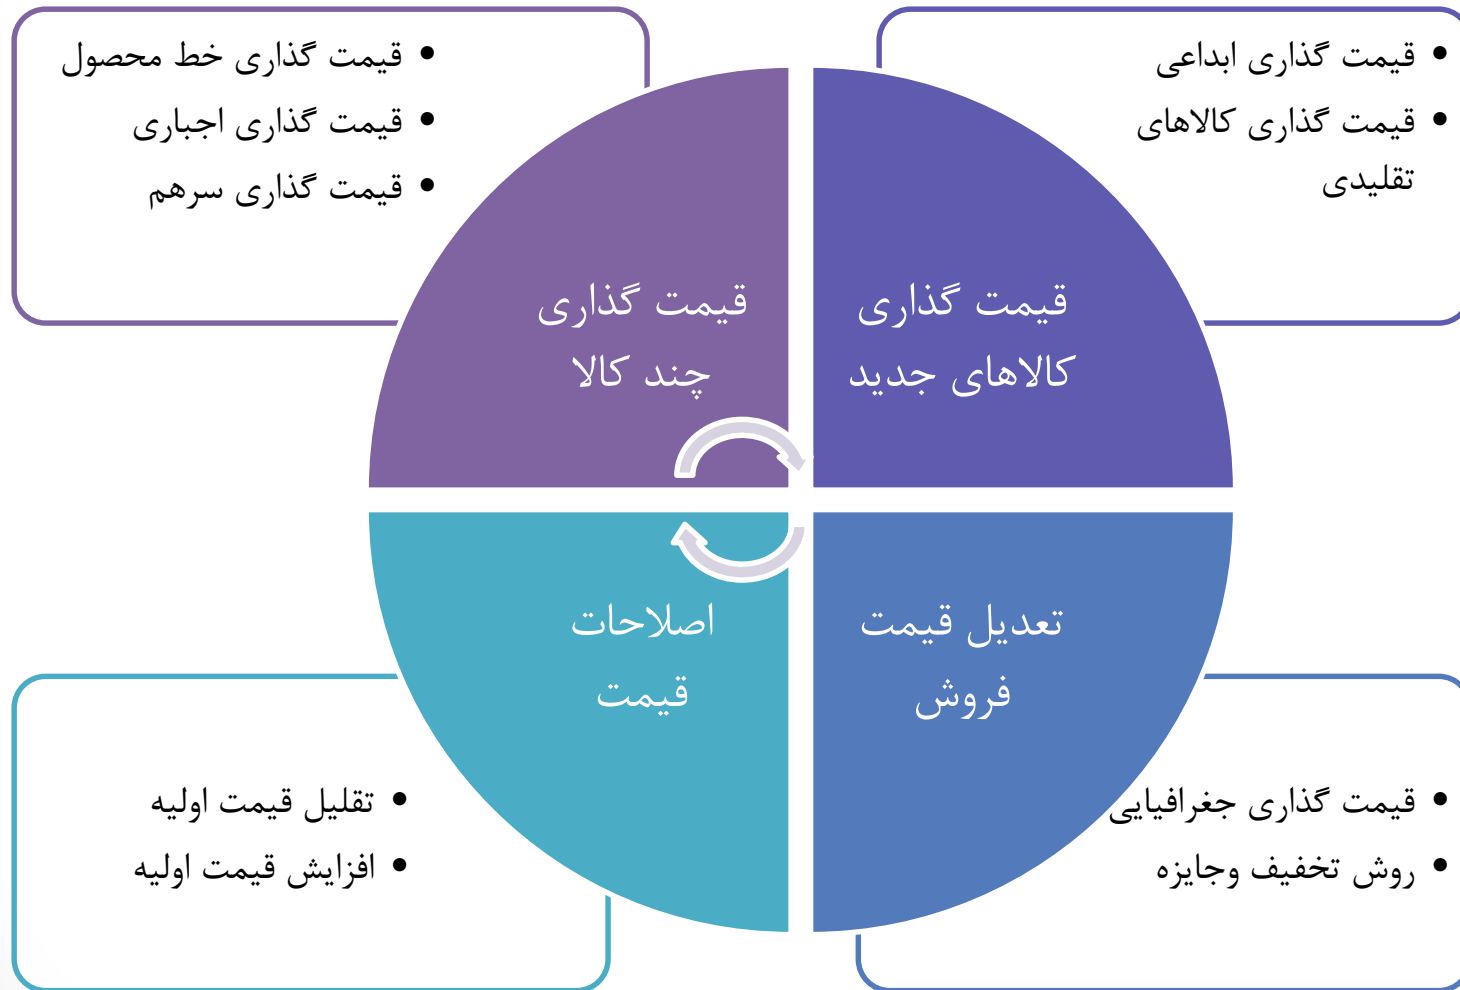 قیمت گذاری ابداعی
قیمت گذاری کالاهای
تقلیدی
قیمت گذاری خط محصول
قیمت گذاری اجباری
قیمت گذاری سرهم
قیمت گذاری
کالاهای جدید
قیمت گذاری
چند کالا
تعدیل قیمت
فروش
اصلاحات
قیمت
قیمت گذاری جغرافیایی
روش تخفیف وجایزه
تقلیل قیمت اولیه
افزایش قیمت اولیه